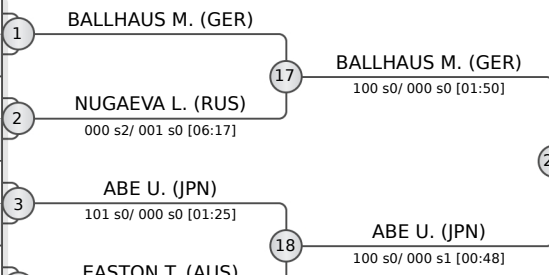 BALLHAUS M. (GER)
1
17
BALLHAUS M. (GER)
100 s0/ 000 s0 [01:50]
NUGAEVA L. (RUS)
2
000 s2/ 001 s0 [06:17]
ABE U. (JPN)
3
101 s0/ 000 s0 [01:25]
18
ABE U. (JPN)
100 s0/ 000 s1 [00:48]
EASTON T. (AUS)